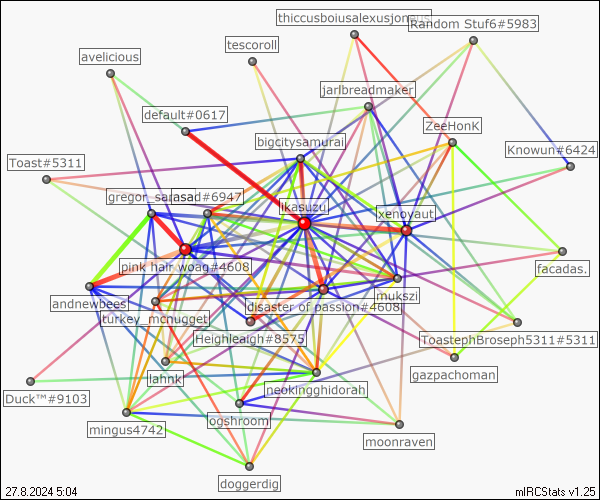 thiccusboiusalexusjoneus
Random Stuf6#5983
tescoroll
avelicious
jarlbreadmaker
default#0617
ZeeHonK
bigcitysamurai
Knowun#6424
Toast#5311
gregor_samsa
asad#6947
likasuzu
xenoyaut
pink hair woag#4608
facadas.
andnewbees
disaster of passion#4608
mukszi
turkey_mcnugget
Heighleaigh#8575
ToastephBroseph5311#5311
lahnk
neokingghidorah
gazpachoman
Duck™#9103
mingus4742
ogshroom
moonraven
doggerdig
27.8.2024 5:04
mIRCStats v1.25